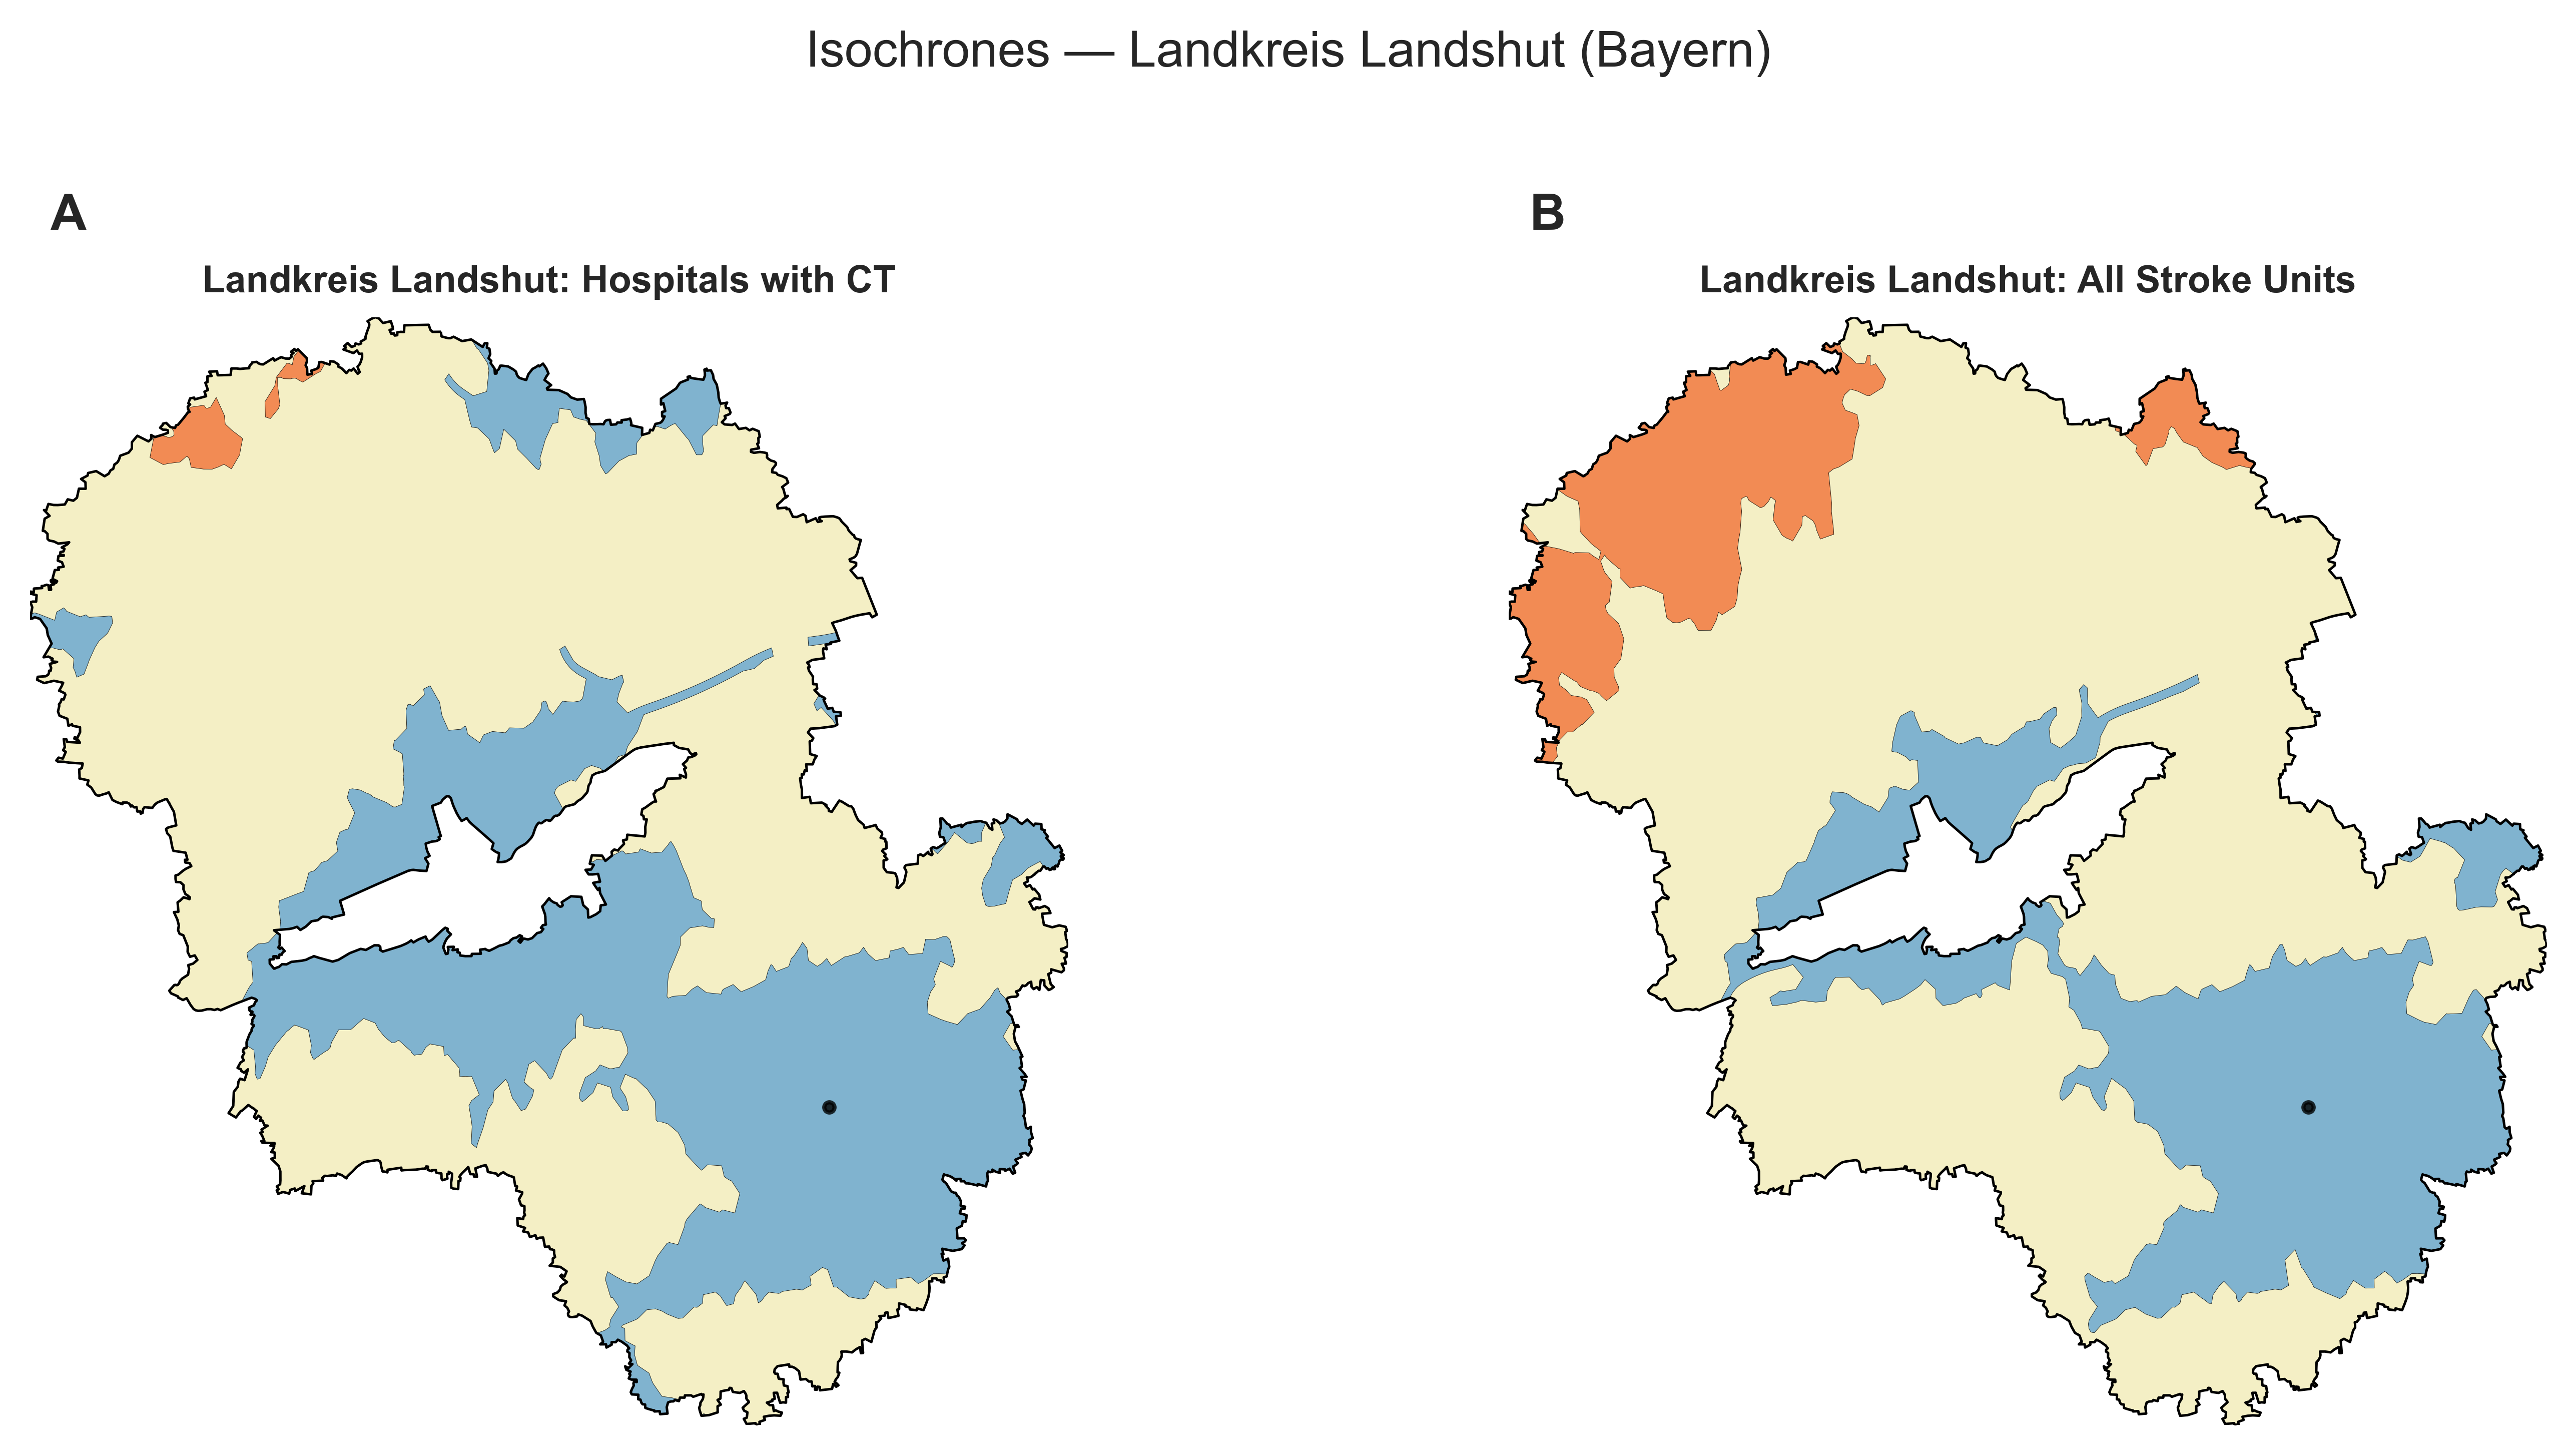 Isochrones — Landkreis Landshut (Bayern)
A
B
Landkreis Landshut: Hospitals with CT
Landkreis Landshut: All Stroke Units